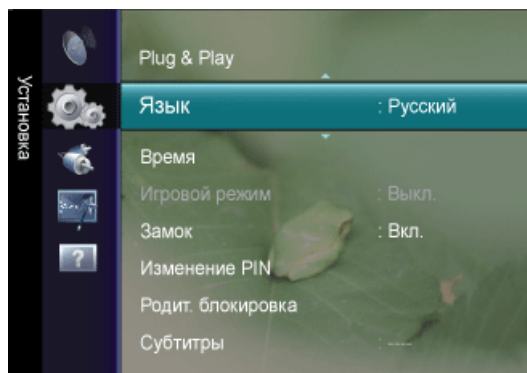 Установка
Plug & Play
Язык : Русский
Время
Игровой режим : Выкл.
Замок : Вкл.
Изменение PIN
Родит. блокировка
Субтитры : ----
?